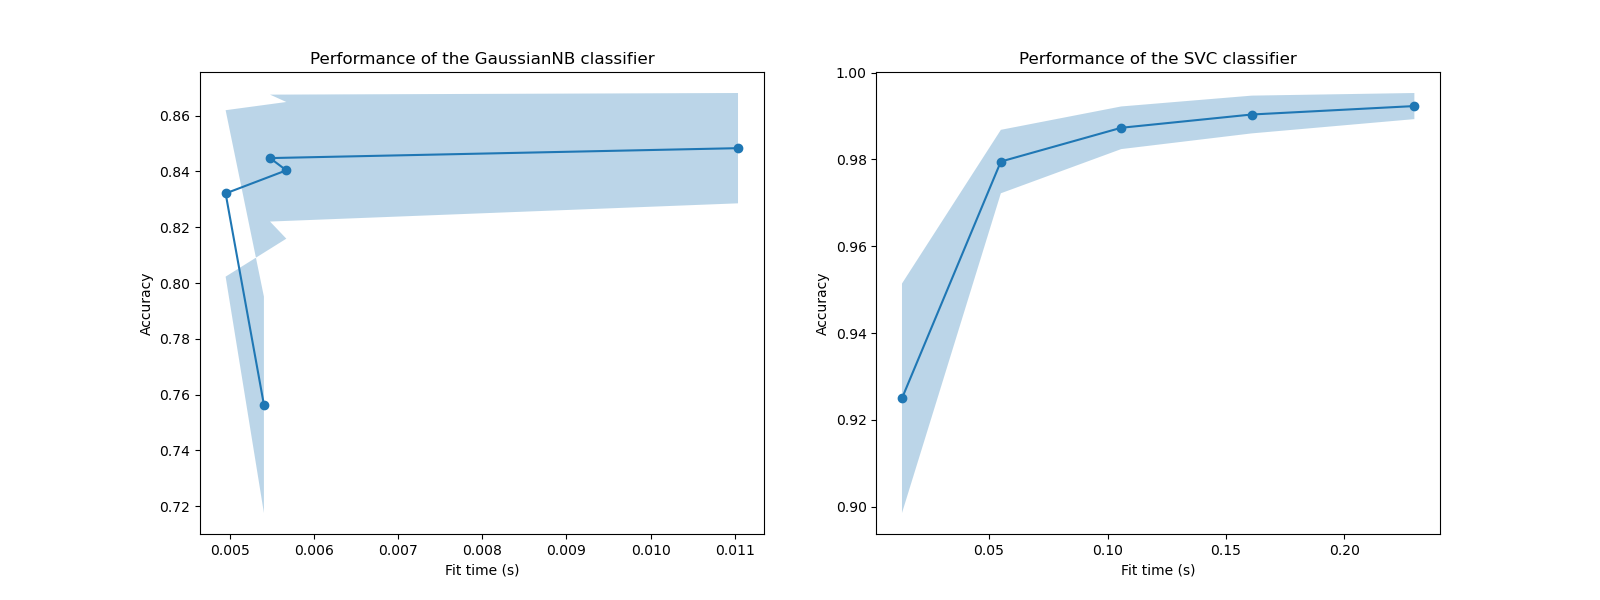 Performance of the GaussianNB classifier
0.86
0.84
0.82
0.80
0.78
0.76
0.74
0.72
Accuracy
0.005 0.006 0.007 0.008 0.009 0.010 0.011
Fit time (s)
Performance of the SVC classifier
1.00
0.98
0.96
0.94
0.92
0.90
Accuracy
0.05 0.10 0.15 0.20
Fit time (s)